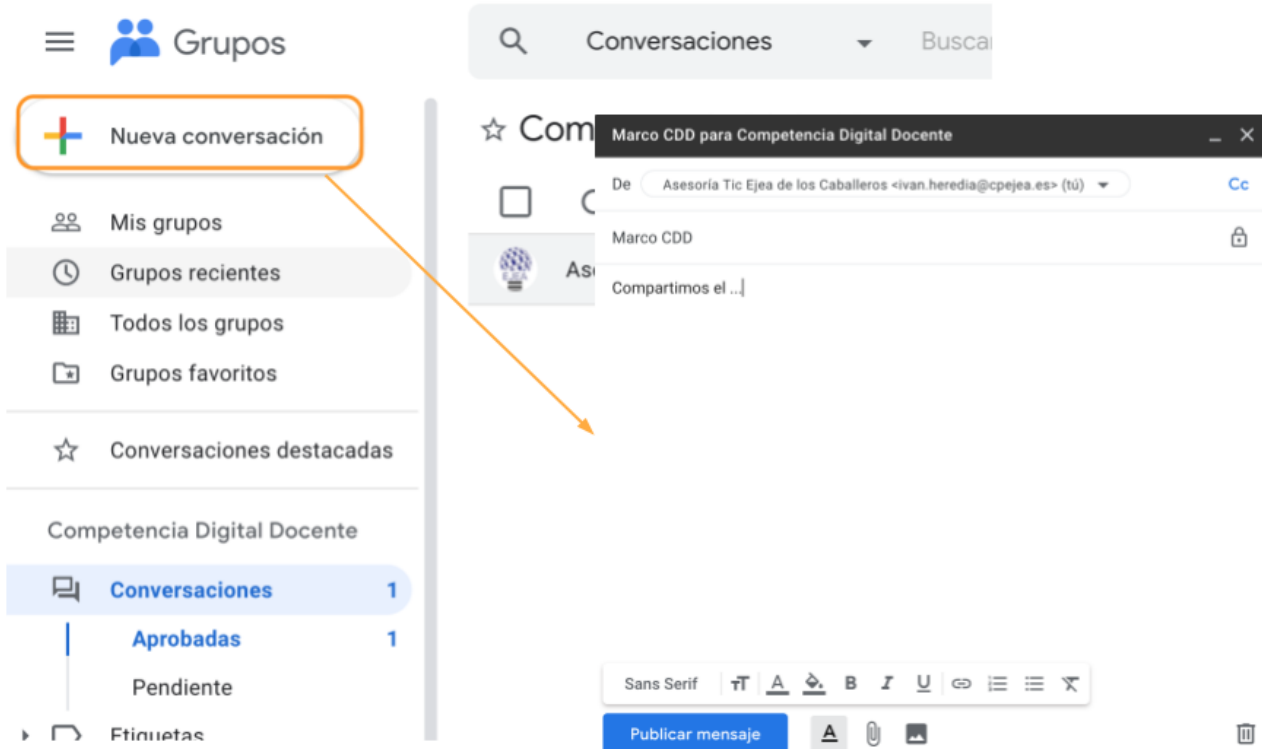 Grupos
Conversaciones
Nueva conversación
Mis grupos
Grupos recientes
Todos los grupos
Grupos favoritos
Conversaciones destacadas
Competencia Digital Docente
Conversaciones 1
Aprobadas 1
Pendiente
Etiquetas
Com
EJEA
Marco CDD para Competencia Digital Docente
De Asesoría Tic Ejea de los Caballeros <ivan.heredia@cpejea.es> (tú) Cc
Marco CDD
Compartimos el ...
Sans Serif
Publicar mensaje